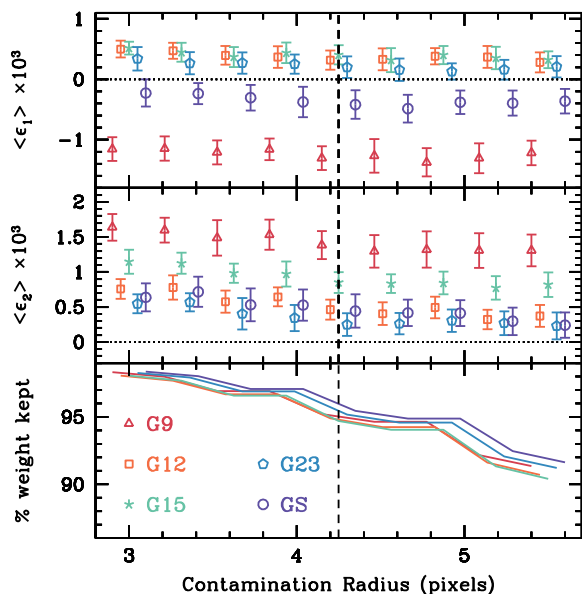 <ϵ₁> ×10³
1
0
−1
<ϵ₂> ×10³
2
1.5
1
0.5
0
% weight kept
95
90
G9
G12
G15
G23
GS
3
4
5
Contamination Radius (pixels)